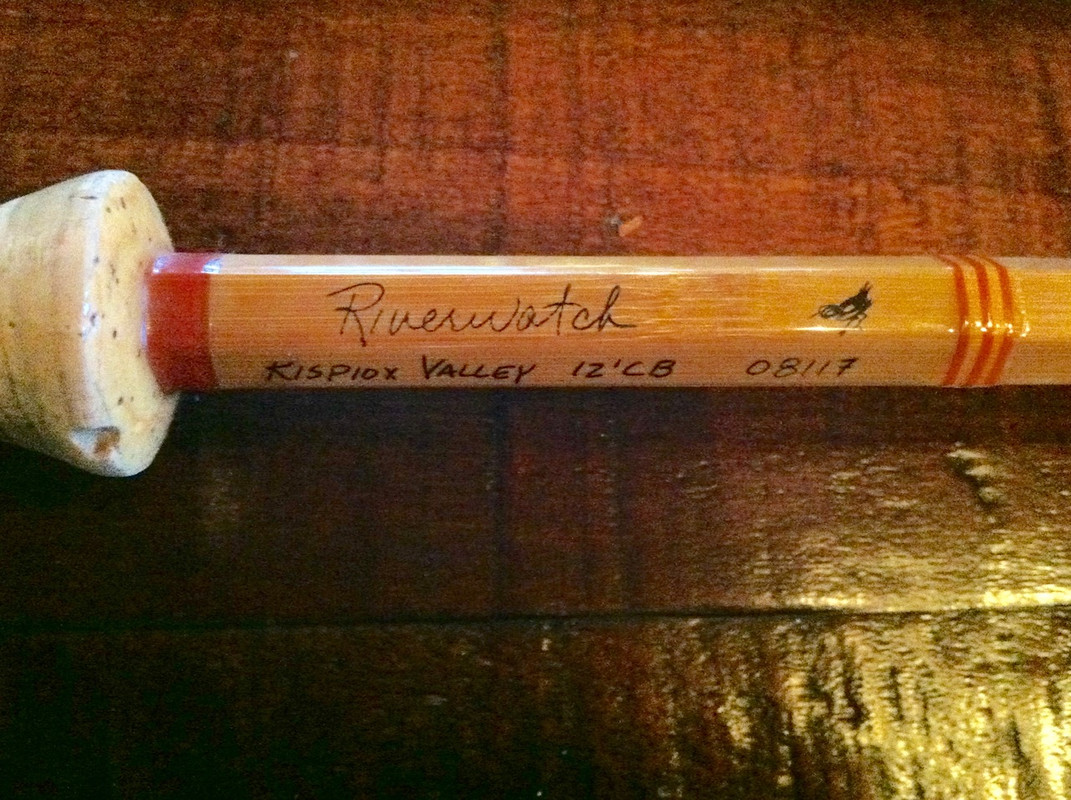 Riverwatch
KISPIOX VALLEY 12'CB 08117